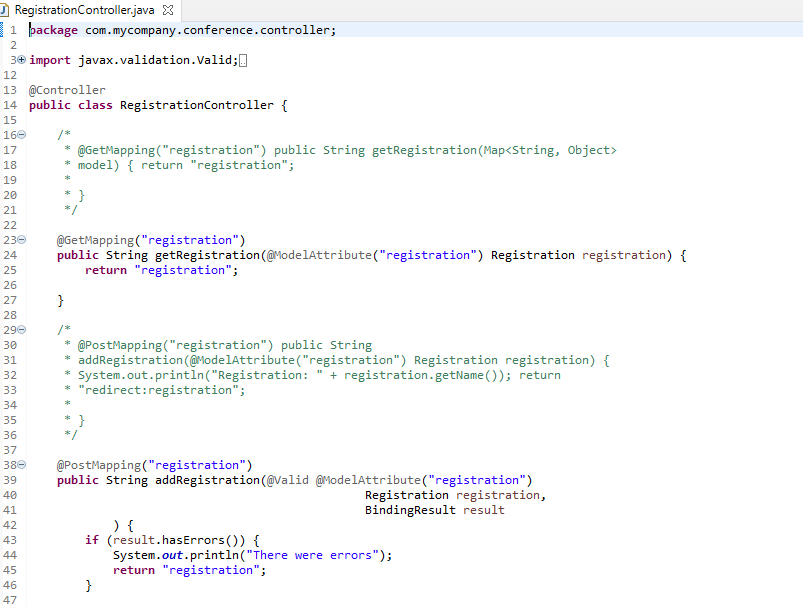 RegistrationController.java
1 package com.mycompany.conference.controller;
2
3 import javax.validation.Valid;
12
13 @Controller
14 public class RegistrationController {
15
16 /*
17 * @GetMapping("registration") public String getRegistration(Map<String, Object>
18 * model) { return "registration";
19 *
20 * }
21 */
22
23 @GetMapping("registration")
24 public String getRegistration(@ModelAttribute("registration") Registration registration) {
25 return "registration";
26
27 }
28
29 /*
30 * @PostMapping("registration") public String
31 * addRegistration(@ModelAttribute("registration") Registration registration) {
32 * System.out.println("Registration: " + registration.getName()); return
33 * "redirect:registration";
34 *
35 * }
36 */
37
38 @PostMapping("registration")
39 public String addRegistration(@Valid @ModelAttribute("registration")
40 Registration registration,
41 BindingResult result
42 ) {
43 if (result.hasErrors()) {
44 System.out.println("There were errors");
45 return "registration";
46 }
47